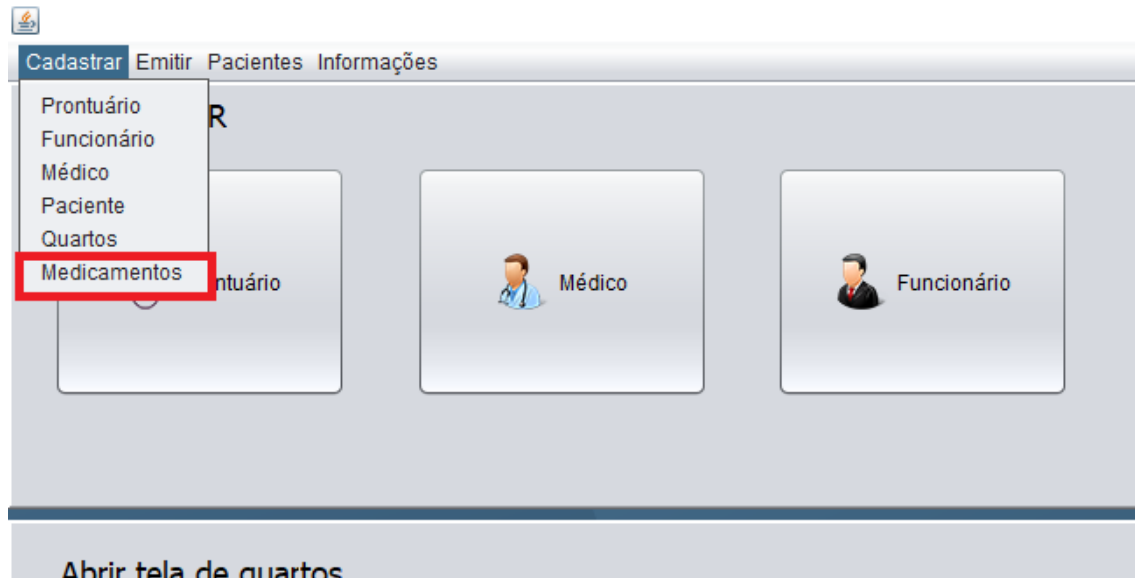 Cadastrar Emitir Pacientes Informações
Prontuário
R
Funcionário
Médico
Paciente
Quartos
Medicamentos
ntuário
Médico
Funcionário
Abrir tela de quartos